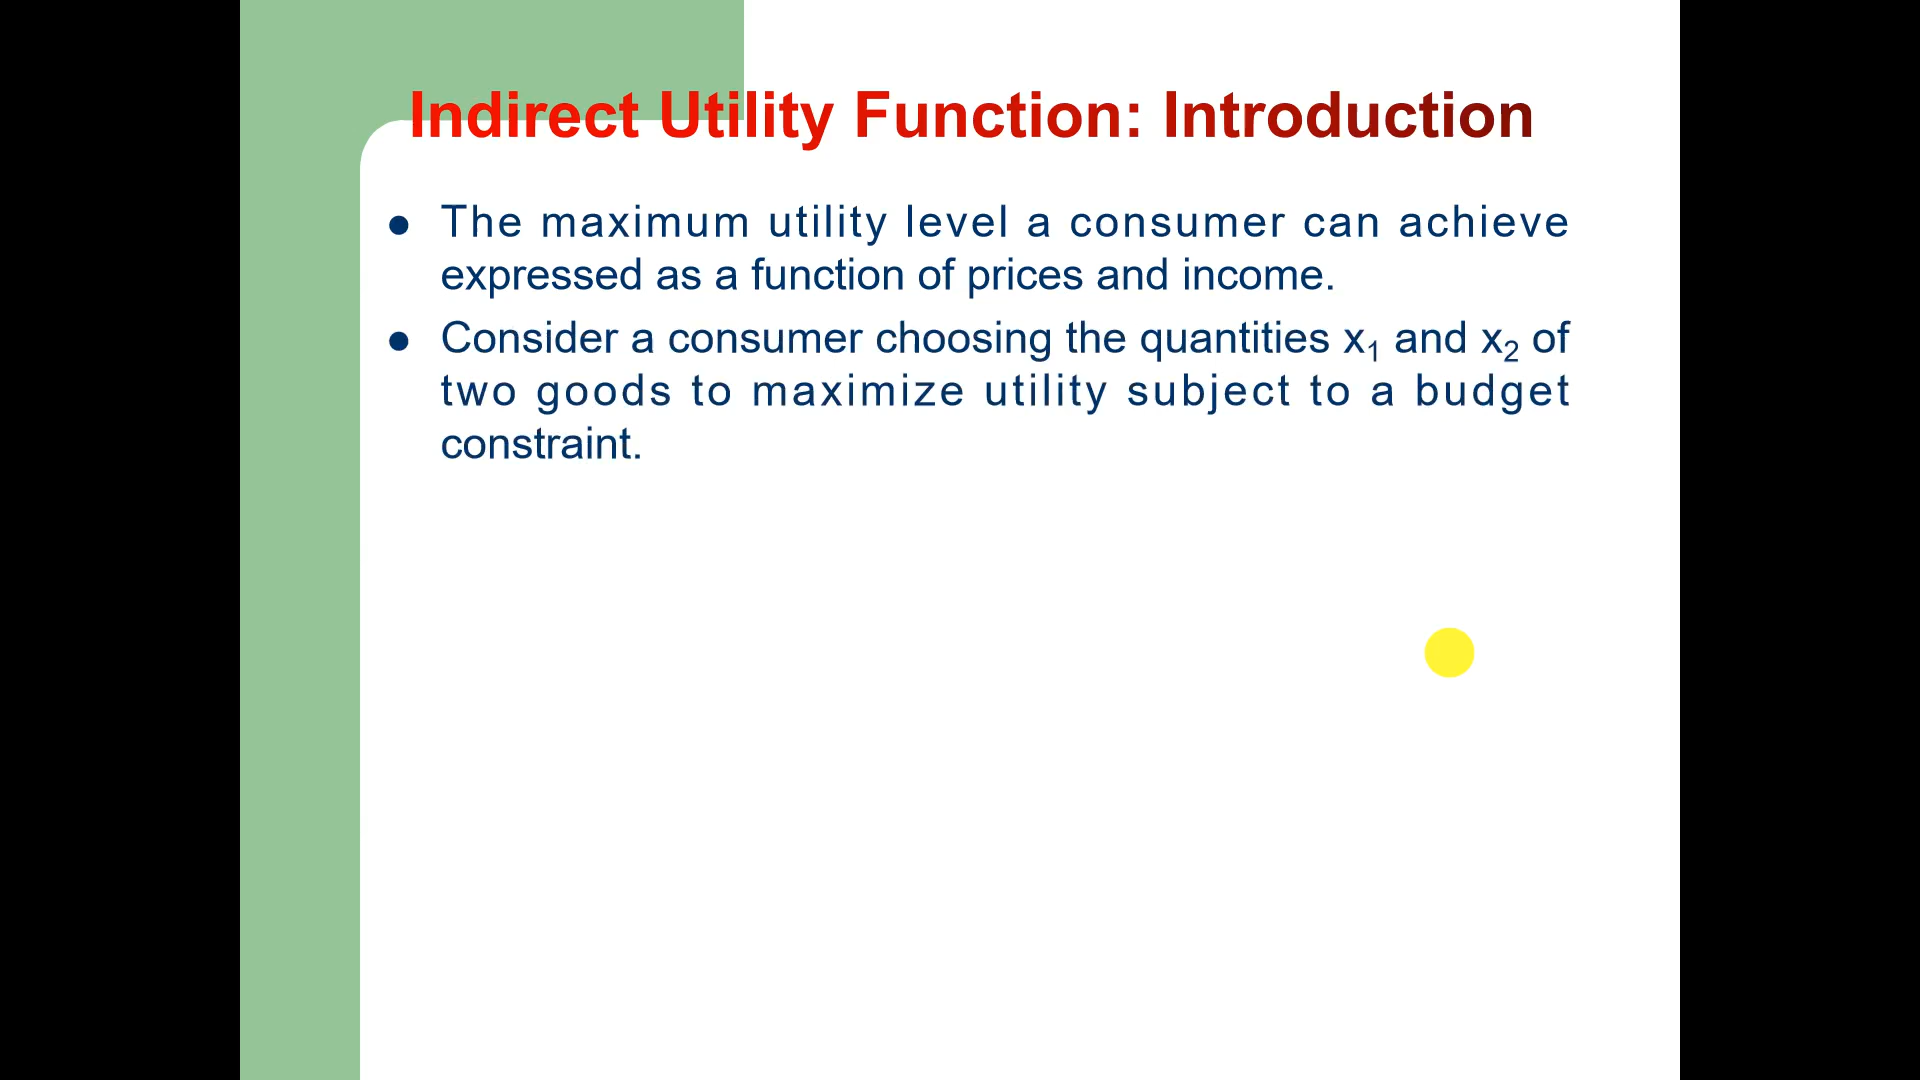 Indirect Utility Function: Introduction
● The maximum utility level a consumer can achieve
expressed as a function of prices and income.
● Consider a consumer choosing the quantities x₁ and x₂ of
two goods to maximize utility subject to a budget
constraint.